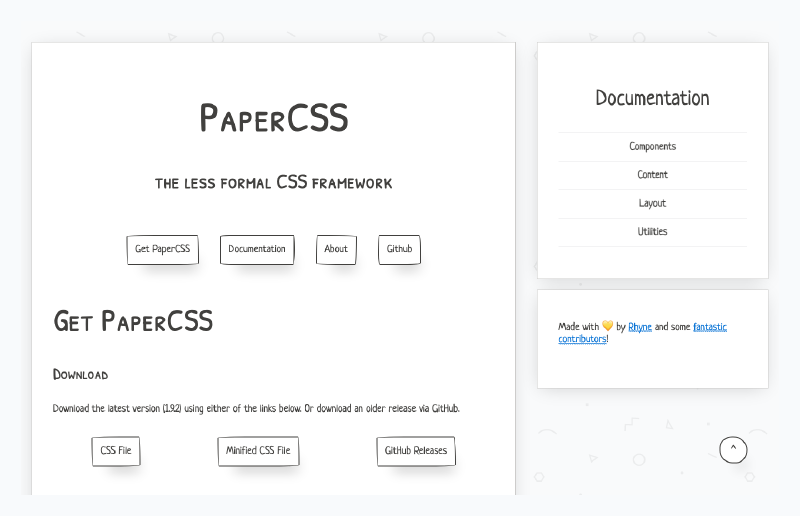 PaperCSS
the less formal CSS framework
Get PaperCSS
Documentation
About
Github
Get PaperCSS
Download
Download the latest version (1.9.2) using either of the links below. Or download an older release via GitHub.
CSS File
Minified CSS File
GitHub Releases
Documentation
Components
Content
Layout
Utilities
Made with 💛 by Rhyne and some fantastic
contributors!
^